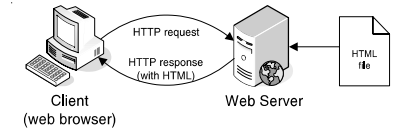 HTTP request
HTTP response
(with HTML)
HTML
file
Client
(web browser)
Web Server